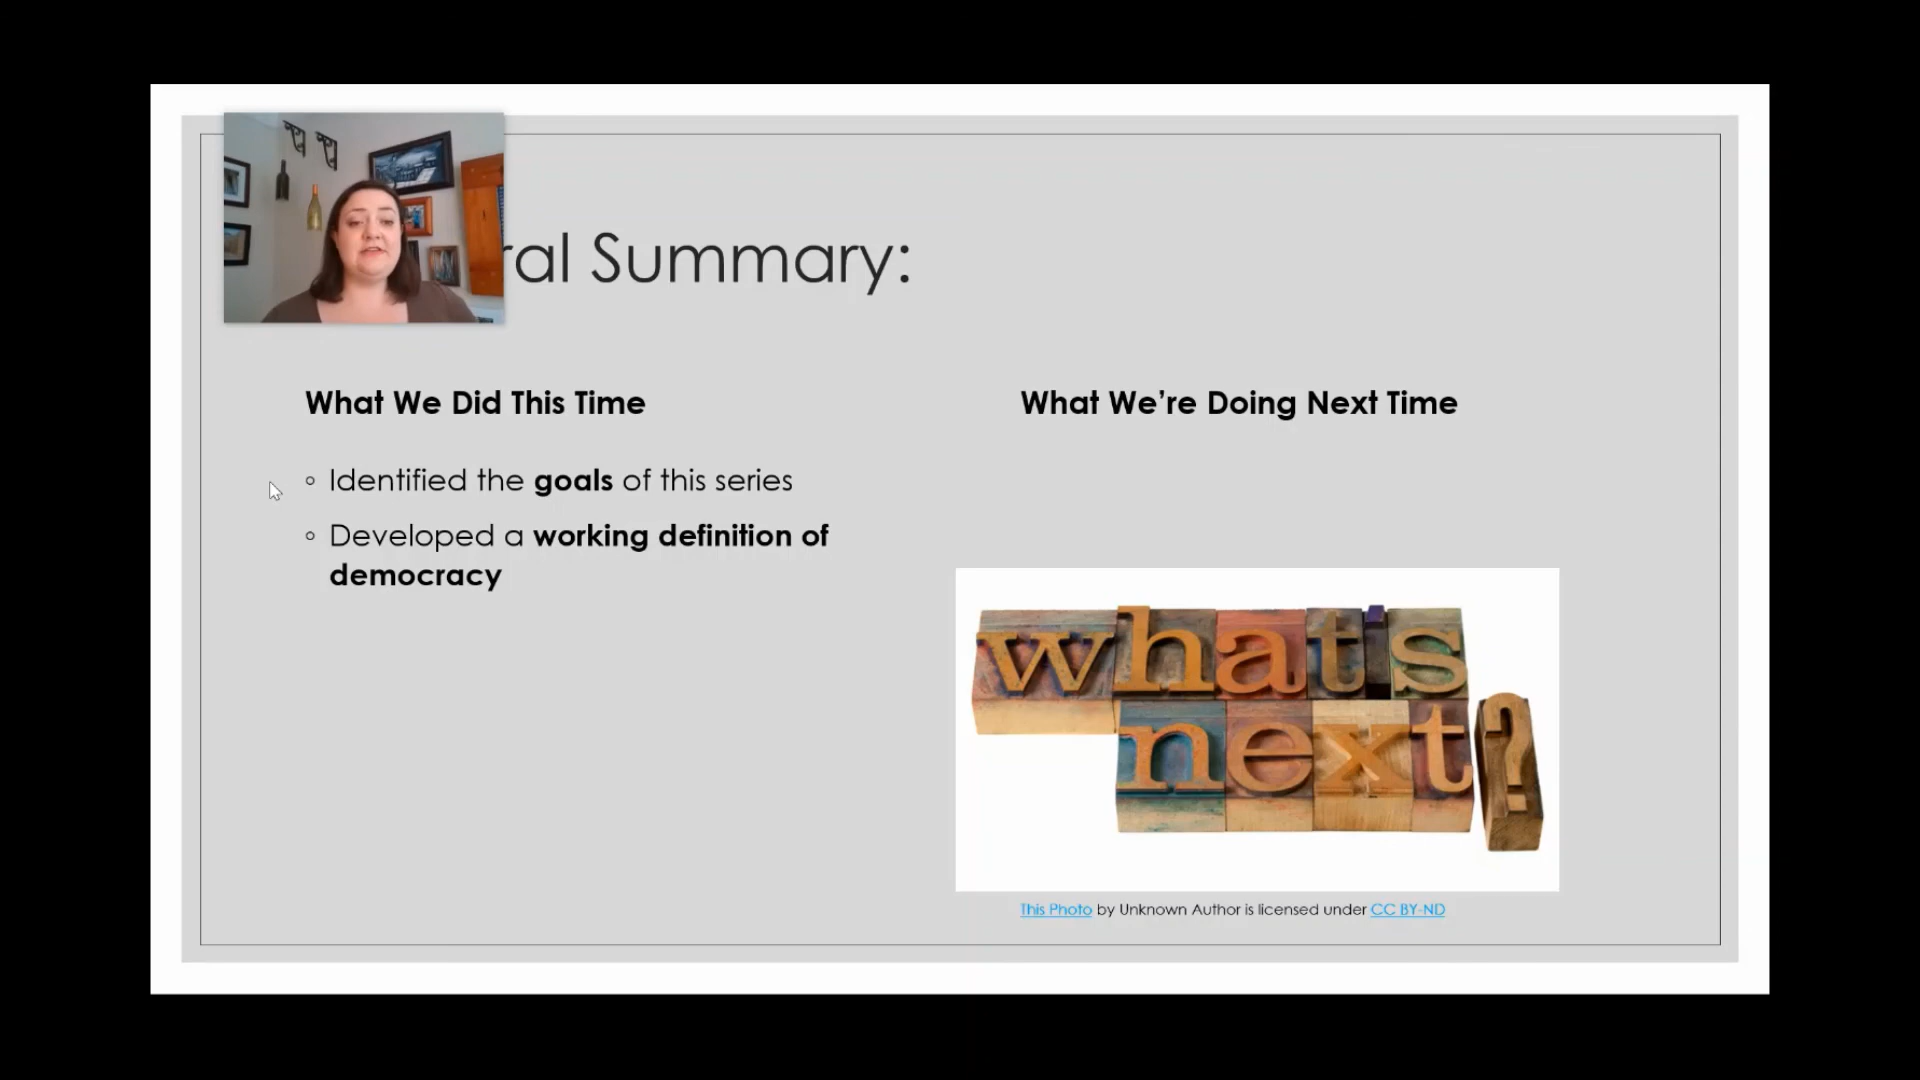 ral Summary:
What We Did This Time
Identified the goals of this series
Developed a working definition of
democracy
What We're Doing Next Time
what's
next?
This Photo by Unknown Author is licensed under CC BY-ND